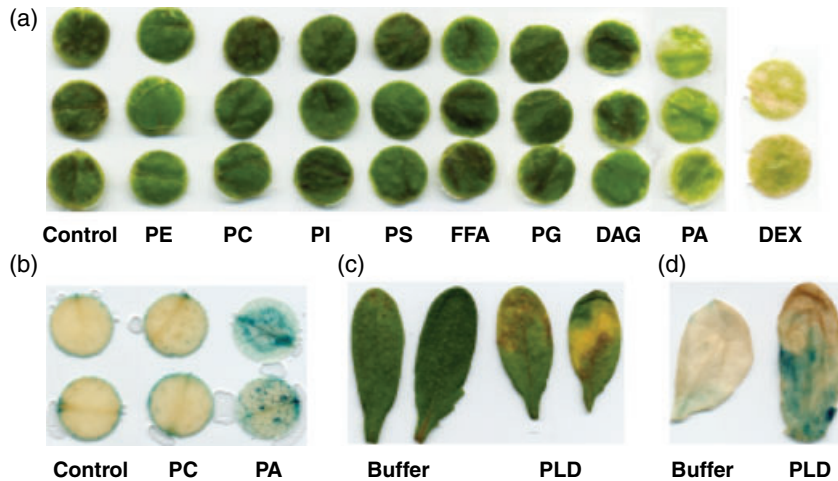 (a)
Control PE PC PI PS FFA PG DAG PA DEX
(b) (c) (d)
Control PC PA Buffer PLD Buffer PLD